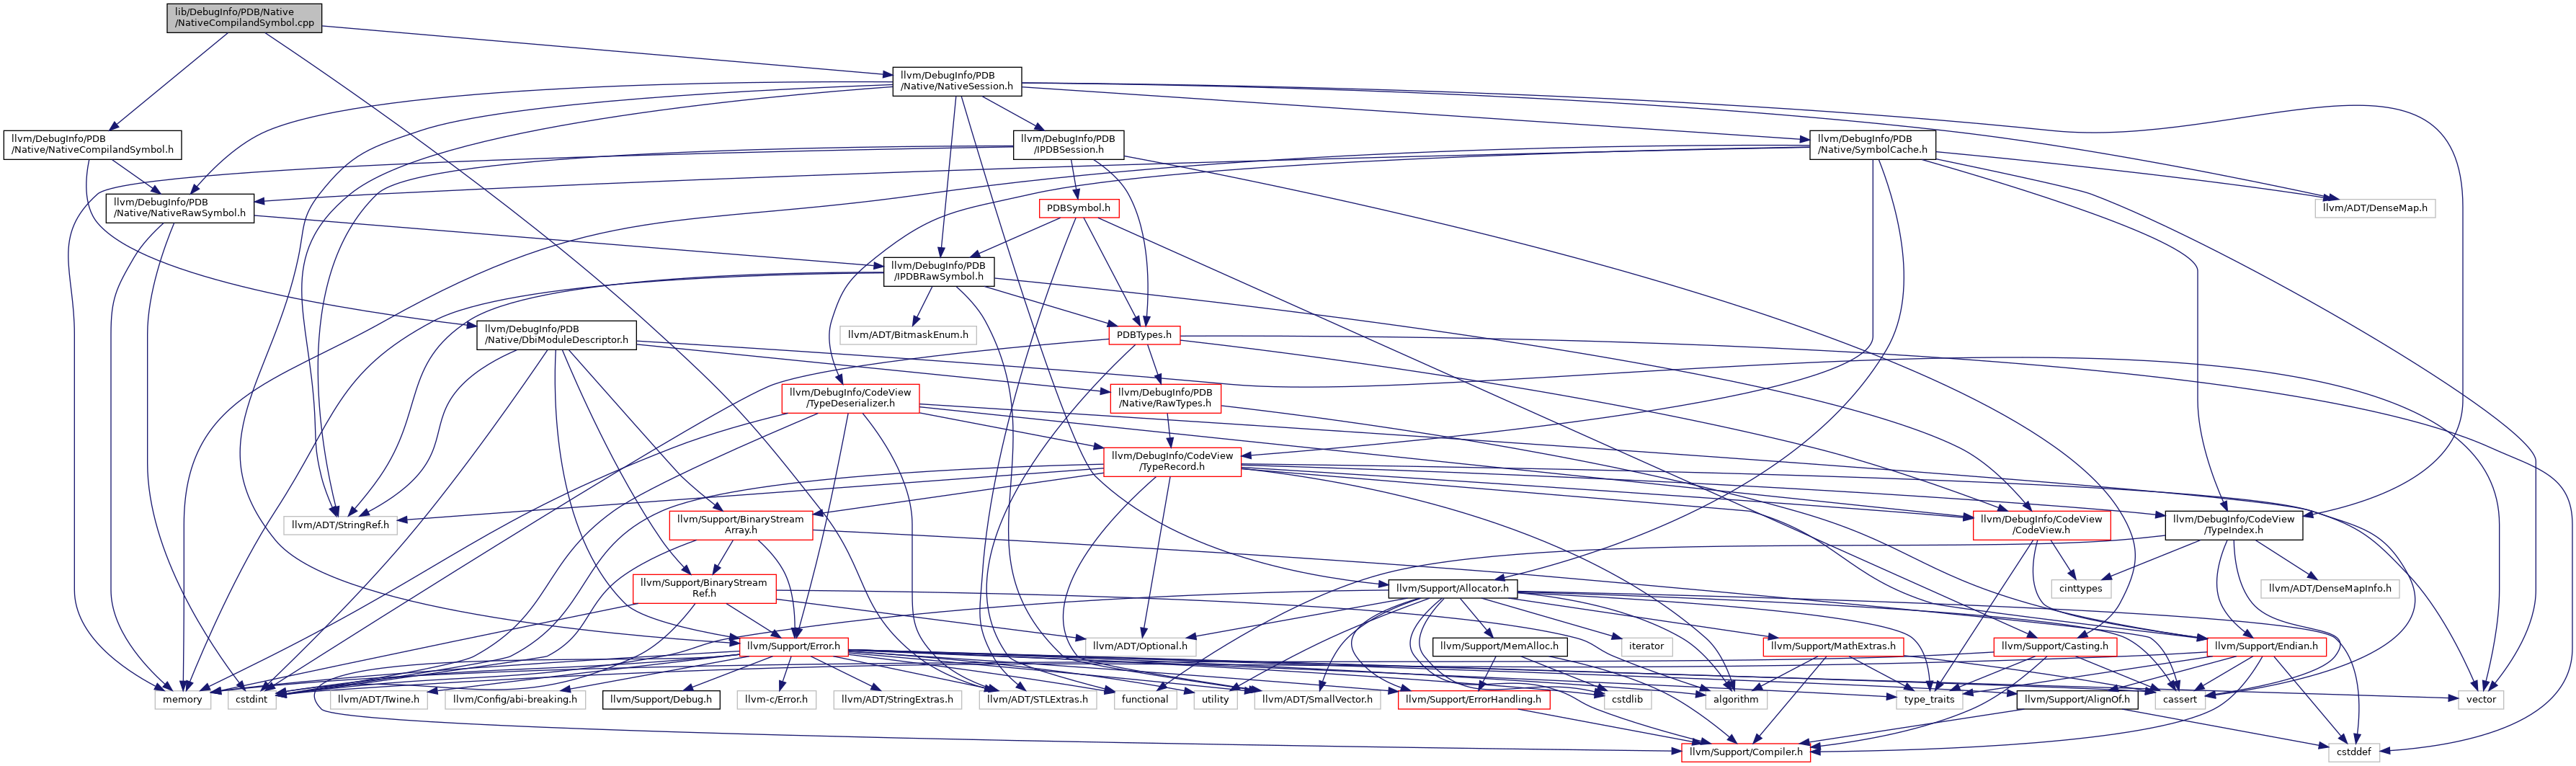 lib/DebugInfo/PDB/Native
/NativeCompilandSymbol.cpp
llvm/DebugInfo/PDB
/Native/NativeSession.h
llvm/DebugInfo/PDB
/Native/NativeCompilandSymbol.h
llvm/DebugInfo/PDB
/IPDBSession.h
llvm/DebugInfo/PDB
/Native/SymbolCache.h
llvm/DebugInfo/PDB
/Native/NativeRawSymbol.h
PDBSymbol.h
llvm/ADT/DenseMap.h
llvm/DebugInfo/PDB
/IPDBRawSymbol.h
llvm/DebugInfo/PDB
/Native/DbiModuleDescriptor.h
llvm/ADT/BitmaskEnum.h
PDBTypes.h
llvm/DebugInfo/CodeView
/TypeDeserializer.h
llvm/DebugInfo/PDB
/Native/RawTypes.h
llvm/DebugInfo/CodeView
/TypeRecord.h
llvm/ADT/StringRef.h
llvm/Support/BinaryStream
Array.h
llvm/DebugInfo/CodeView
/CodeView.h
llvm/DebugInfo/CodeView
/TypeIndex.h
llvm/Support/BinaryStream
Ref.h
llvm/Support/Allocator.h
cinttypes
llvm/ADT/DenseMapInfo.h
llvm/Support/Error.h
llvm/ADT/Optional.h
llvm/Support/MemAlloc.h
iterator
llvm/Support/MathExtras.h
llvm/Support/Casting.h
llvm/Support/Endian.h
memory
cstdint
llvm/ADT/Twine.h
llvm/Config/abi-breaking.h
llvm/Support/Debug.h
llvm-c/Error.h
llvm/ADT/StringExtras.h
llvm/ADT/STLExtras.h
functional
utility
llvm/ADT/SmallVector.h
llvm/Support/ErrorHandling.h
cstdlib
algorithm
type_traits
llvm/Support/AlignOf.h
cassert
vector
llvm/Support/Compiler.h
cstddef